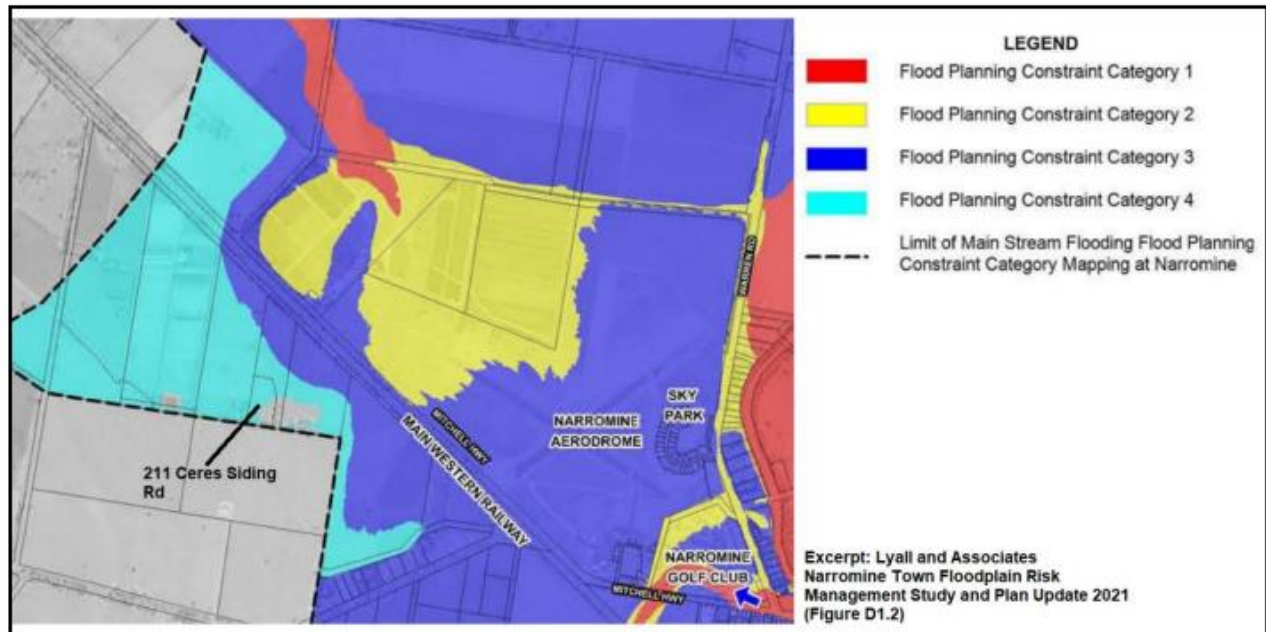 LEGEND
Flood Planning Constraint Category 1
Flood Planning Constraint Category 2
Flood Planning Constraint Category 3
Flood Planning Constraint Category 4
Limit of Main Stream Flooding Flood Planning
Constraint Category Mapping at Narromine
WARREN RD
SKY
PARK
NARROMINE
AERODROME
MITCHELL HWY
MAIN WESTERN RAILWAY
211 Ceres Siding
Rd
NARROMINE
GOLF CLUB
MITCHELL HWY
Excerpt: Lyall and Associates
Narromine Town Floodplain Risk
Management Study and Plan Update 2021
(Figure D1.2)